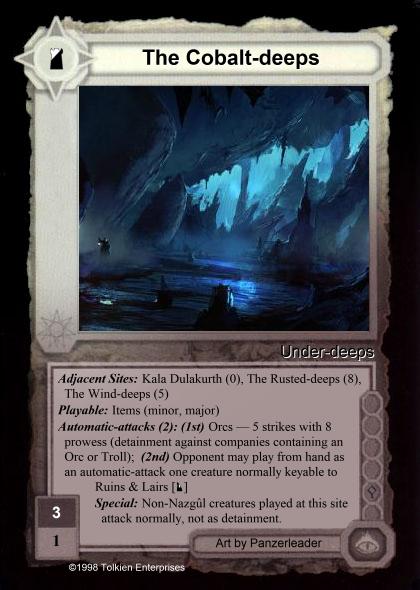 The Cobalt-deeps
Under-deeps
Adjacent Sites: Kala Dulakurth (0), The Rusted-deeps (8),
The Wind-deeps (5)
Playable: Items (minor, major)
Automatic-attacks (2): (1st) Orcs — 5 strikes with 8
prowess (detainment against companies containing an
Orc or Troll); (2nd) Opponent may play from hand as
an automatic-attack one creature normally keyable to
Ruins & Lairs []
Special: Non-Nazgûl creatures played at this site
attack normally, not as detainment.
3
1
Art by Panzerleader
©1998 Tolkien Enterprises